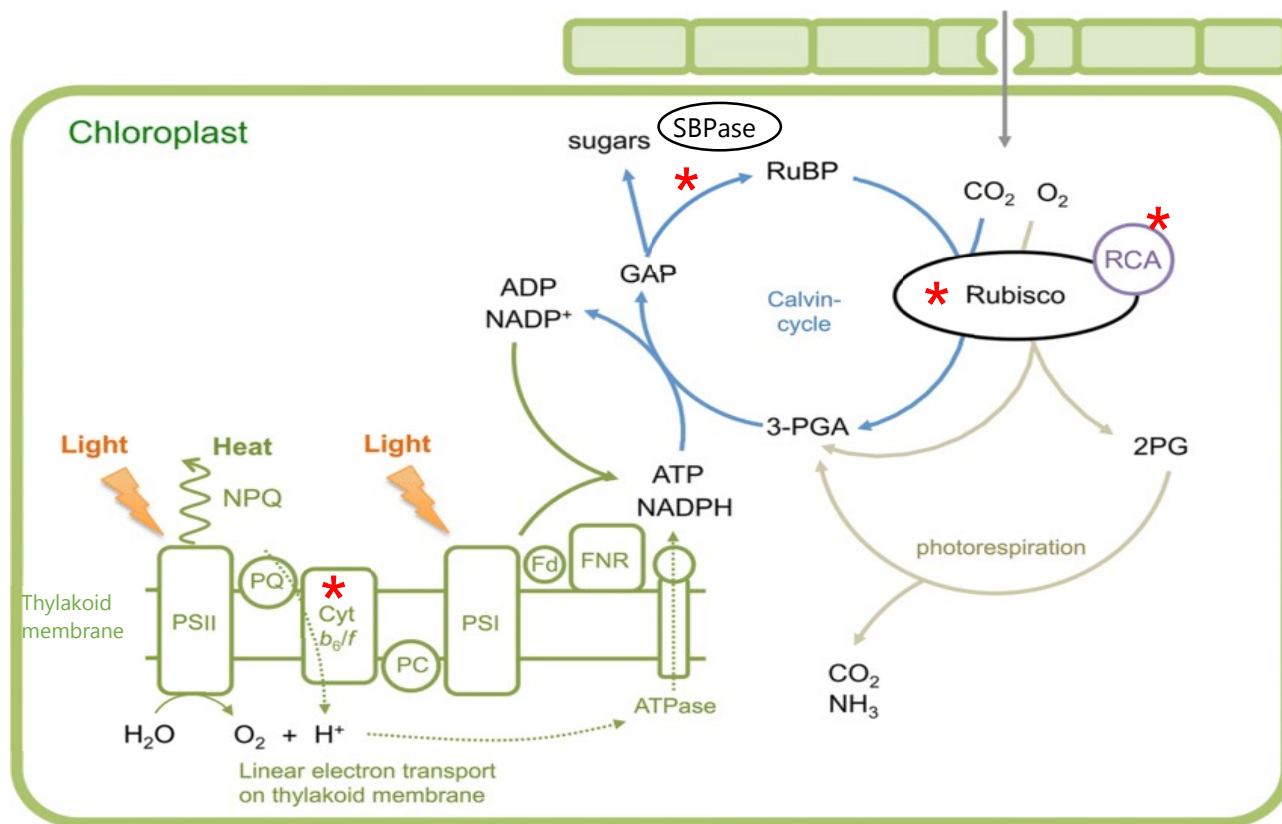 Chloroplast
sugars
SBPase
*
RuBP
CO₂ O₂
*
RCA
* Rubisco
GAP
Calvin-
cycle
ADP
NADP⁺
3-PGA
2PG
Light
Heat
NPQ
Light
ATP
NADPH
photorespiration
Thylakoid
membrane
PSII
PQ
*
Cyt
b₆/f
PC
PSI
Fd
FNR
ATPase
CO₂
NH₃
H₂O
O₂ + H⁺
Linear electron transport
on thylakoid membrane